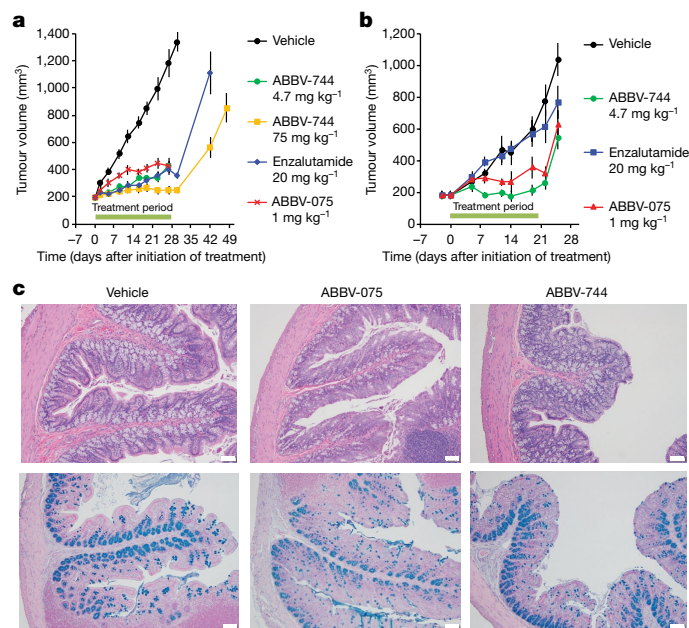 a
1,400
1,200
1,000
800
600
400
200
0
Tumour volume (mm³)
Treatment period
−7 0 7 14 21 28 35 42 49
Time (days after initiation of treatment)
Vehicle
ABBV-744
4.7 mg kg⁻¹
ABBV-744
75 mg kg⁻¹
Enzalutamide
20 mg kg⁻¹
ABBV-075
1 mg kg⁻¹
b
1,200
1,000
800
600
400
200
0
Tumour volume (mm³)
Treatment period
−7 0 7 14 21 28
Time (days after initiation of treatment)
Vehicle
ABBV-744
4.7 mg kg⁻¹
Enzalutamide
20 mg kg⁻¹
ABBV-075
1 mg kg⁻¹
c
Vehicle ABBV-075 ABBV-744